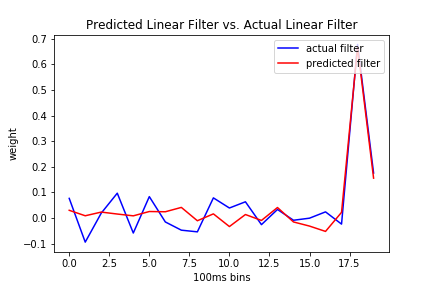 Predicted Linear Filter vs. Actual Linear Filter
actual filter
predicted filter
weight
0.7
0.6
0.5
0.4
0.3
0.2
0.1
0.0
−0.1
0.0 2.5 5.0 7.5 10.0 12.5 15.0 17.5
100ms bins